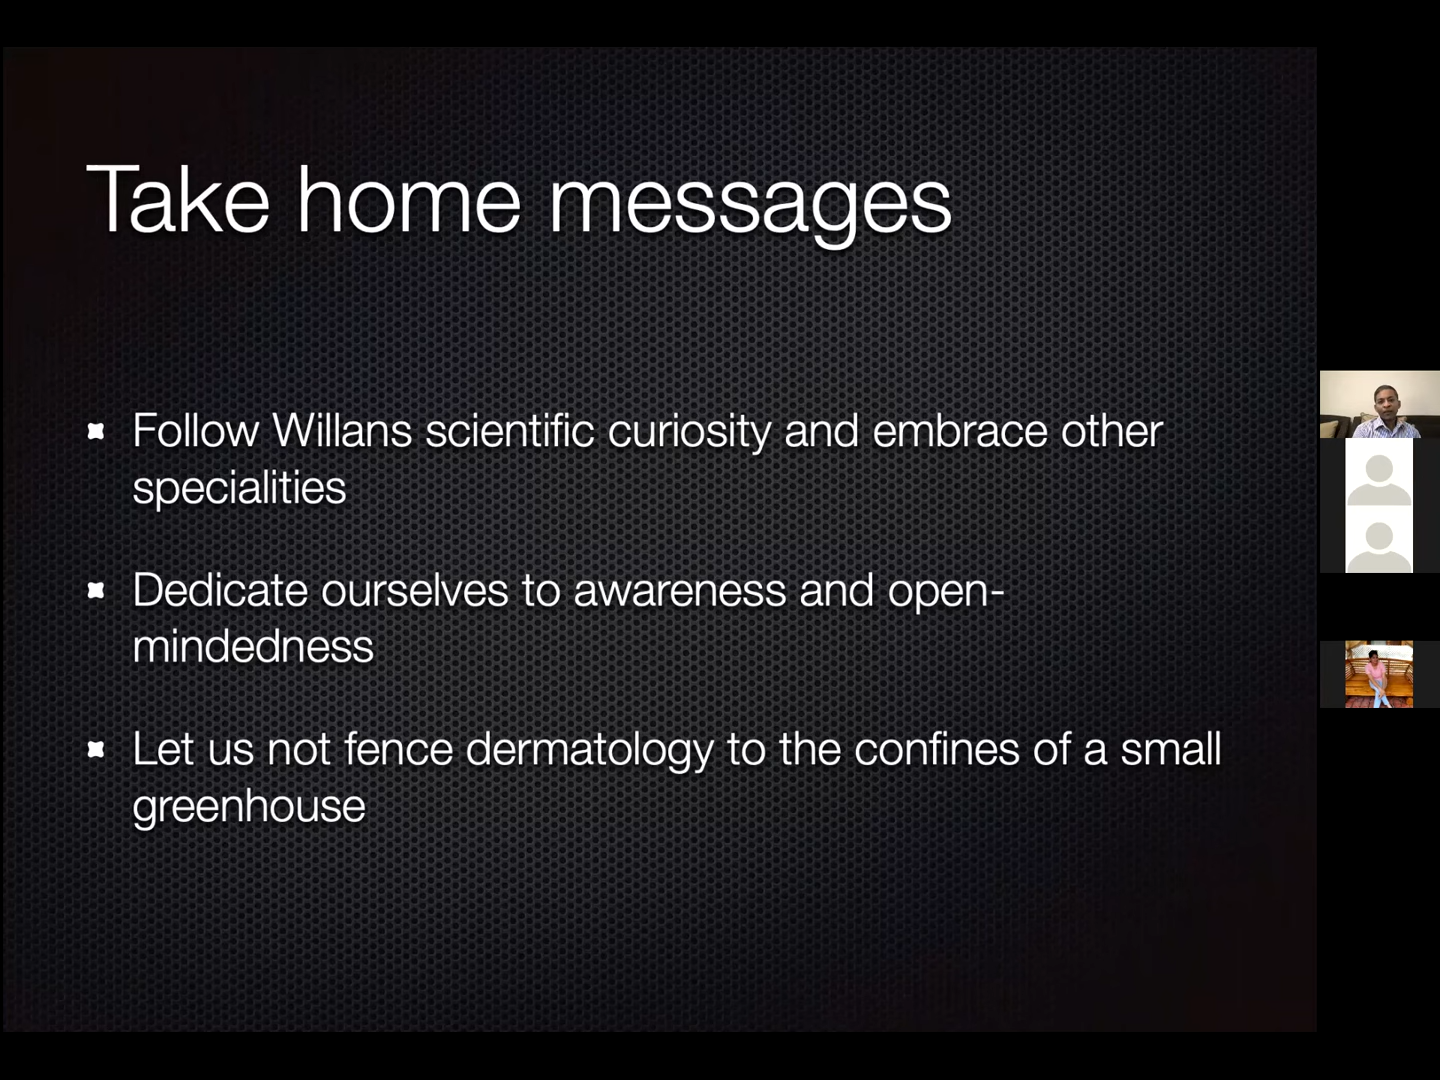 Take home messages
Follow Willans scientific curiosity and embrace other
specialities
Dedicate ourselves to awareness and open-
mindedness
Let us not fence dermatology to the confines of a small
greenhouse